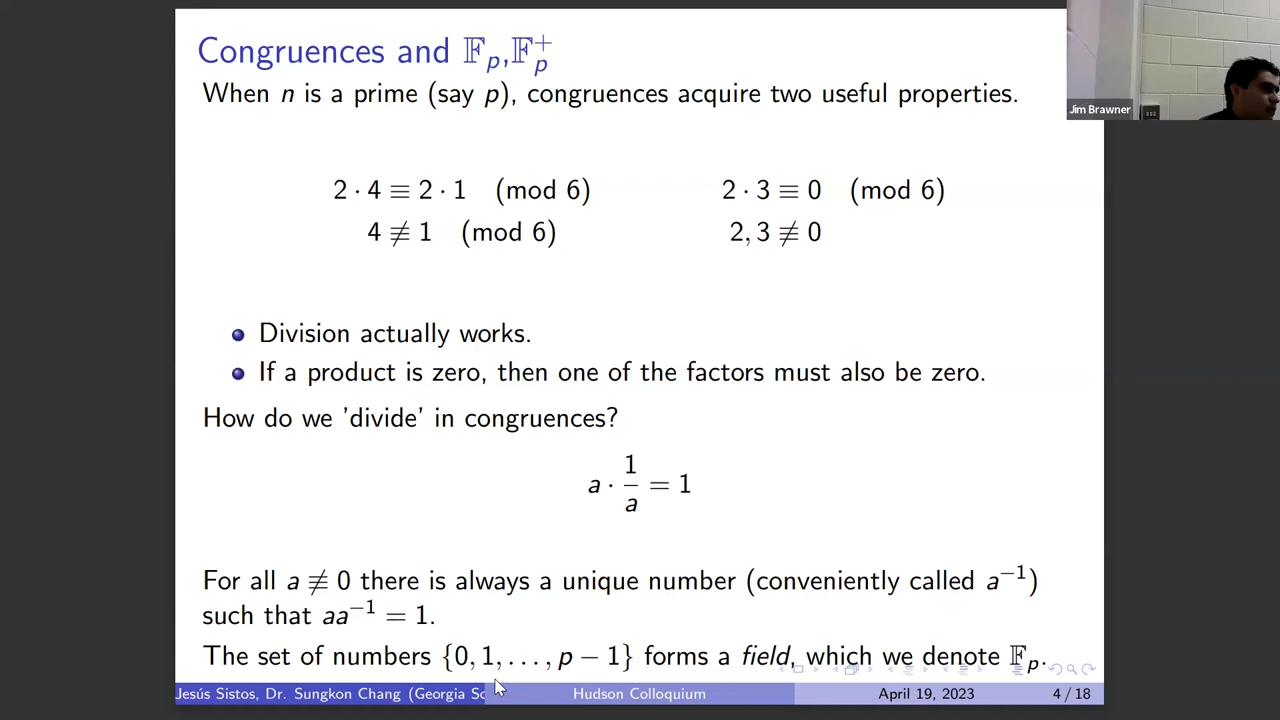 Congruences and 𝔽ₚ,𝔽ₚ⁺
When n is a prime (say p), congruences acquire two useful properties.
Jim Brawner
2 · 4 ≡ 2 · 1 (mod 6)
4 ≢ 1 (mod 6)
2 · 3 ≡ 0 (mod 6)
2, 3 ≢ 0
Division actually works.
If a product is zero, then one of the factors must also be zero.
How do we 'divide' in congruences?
a · 1/a = 1
For all a ≢ 0 there is always a unique number (conveniently called a⁻¹)
such that aa⁻¹ = 1.
The set of numbers {0, 1, . . . , p − 1} forms a field, which we denote 𝔽ₚ.
Jesús Sistos, Dr. Sungkon Chang (Georgia So
Hudson Colloquium
April 19, 2023
4 / 18